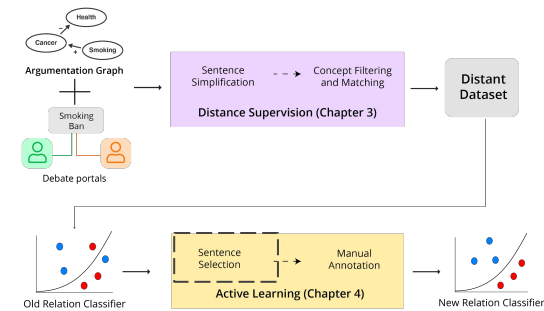 Health
Cancer
Smoking
Argumentation Graph
Smoking
Ban
Debate portals
Sentence
Simplification
Concept Filtering
and Matching
Distance Supervision (Chapter 3)
Distant
Dataset
Old Relation Classifier
Sentence
Selection
Manual
Annotation
Active Learning (Chapter 4)
New Relation Classifier